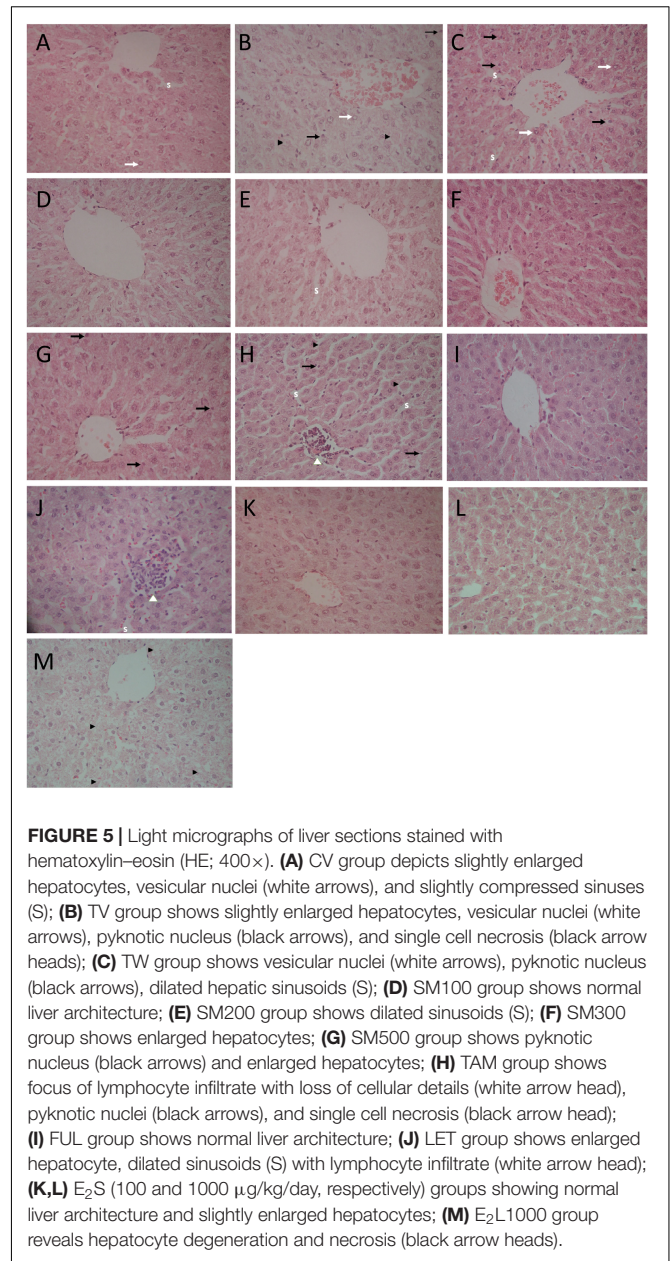 A
B
C
S
S
S
D
E
F
S
G
H
I
S
S
J
K
L
S
M
FIGURE 5 | Light micrographs of liver sections stained with
hematoxylin–eosin (HE; 400×). (A) CV group depicts slightly enlarged
hepatocytes, vesicular nuclei (white arrows), and slightly compressed sinuses
(S); (B) TV group shows slightly enlarged hepatocytes, vesicular nuclei (white
arrows), pyknotic nucleus (black arrows), and single cell necrosis (black arrow
heads); (C) TW group shows vesicular nuclei (white arrows), pyknotic nucleus
(black arrows), dilated hepatic sinusoids (S); (D) SM100 group shows normal
liver architecture; (E) SM200 group shows dilated sinusoids (S); (F) SM300
group shows enlarged hepatocytes; (G) SM500 group shows pyknotic
nucleus (black arrows) and enlarged hepatocytes; (H) TAM group shows
focus of lymphocyte infiltrate with loss of cellular details (white arrow head),
pyknotic nuclei (black arrows), and single cell necrosis (black arrow head);
(I) FUL group shows normal liver architecture; (J) LET group shows enlarged
hepatocyte, dilated sinusoids (S) with lymphocyte infiltrate (white arrow head);
(K,L) E₂S (100 and 1000 μg/kg/day, respectively) groups showing normal
liver architecture and slightly enlarged hepatocytes; (M) E₂L1000 group
reveals hepatocyte degeneration and necrosis (black arrow heads).